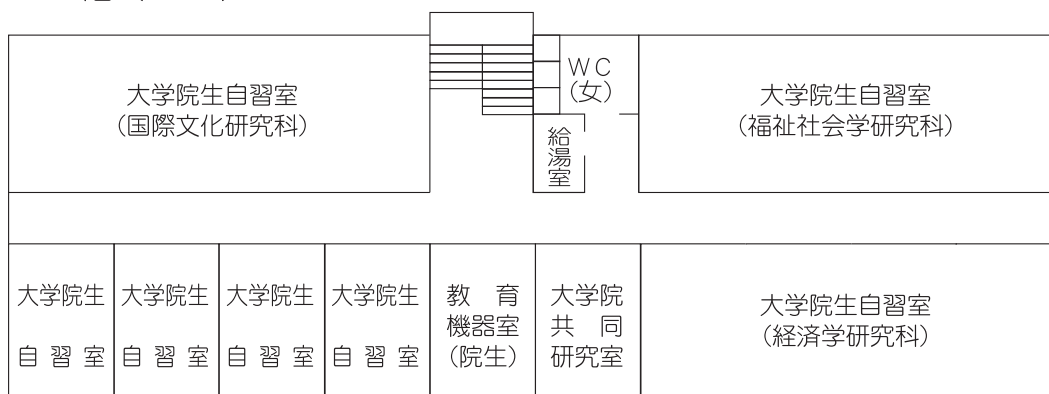 大学院生自習室
(国際文化研究科)
WC
(女)
給湯室
大学院生自習室
(福祉社会学研究科)
大学院生
自習室
大学院生
自習室
大学院生
自習室
大学院生
自習室
教育
機器室
(院生)
大学院
共同
研究室
大学院生自習室
(経済学研究科)